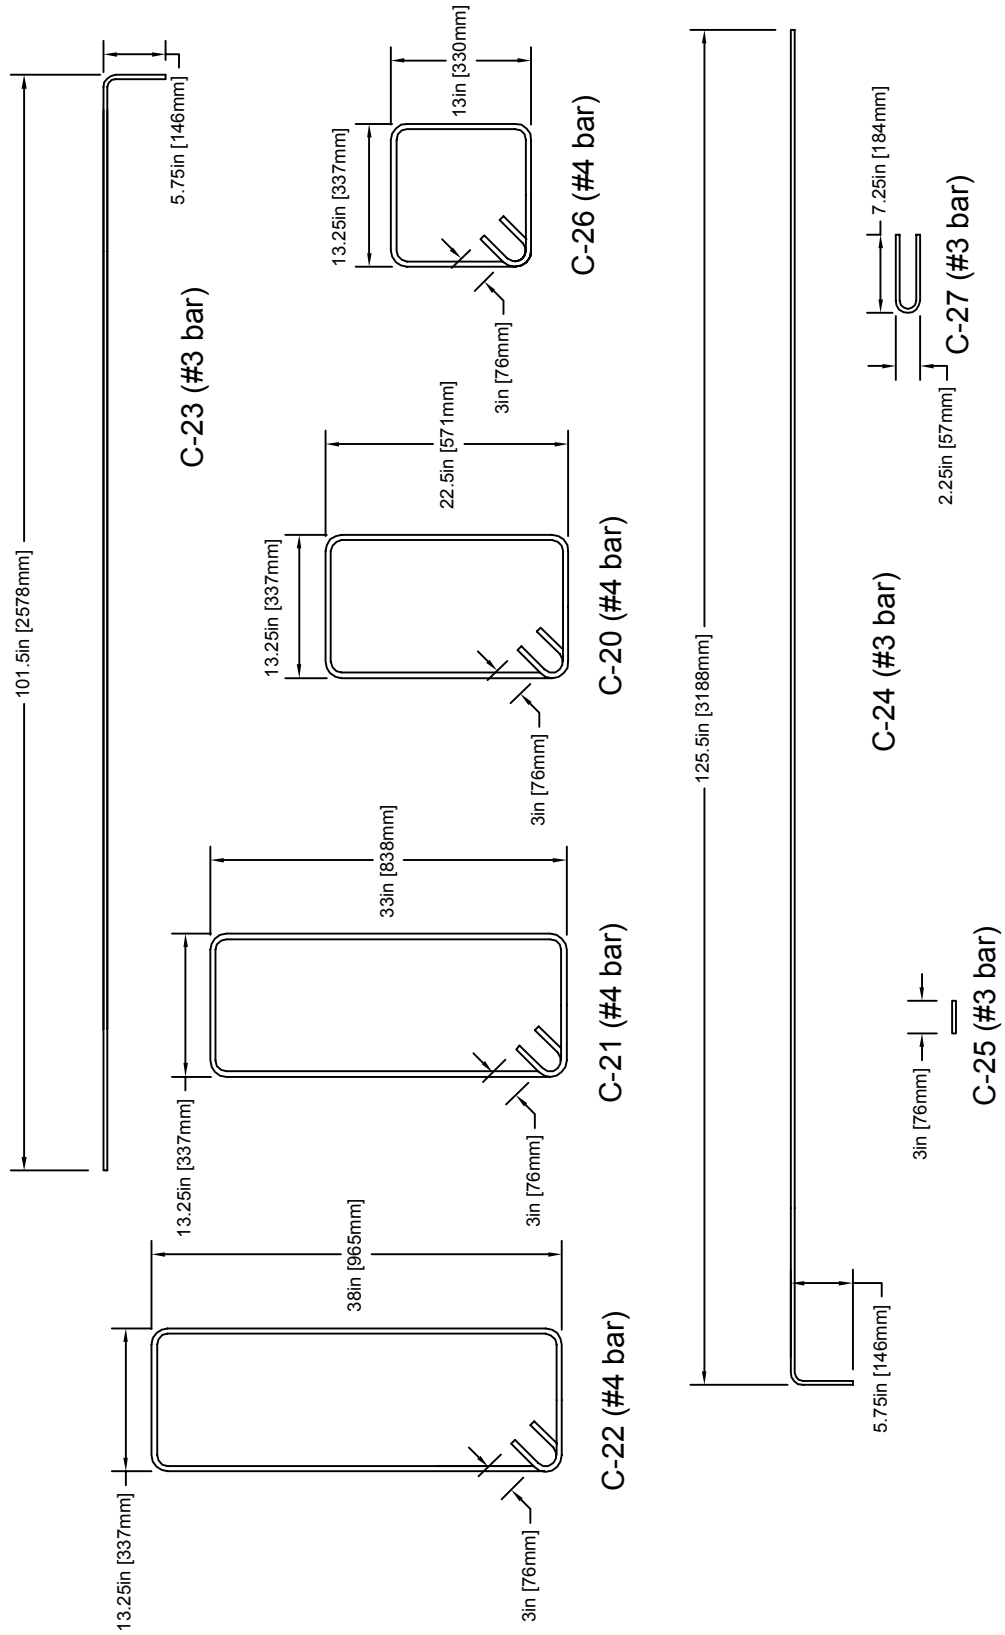 101.5in [2578mm]
5.75in [146mm]
C-23 (#3 bar)
13.25in [337mm]
38in [965mm]
3in [76mm]
C-22 (#4 bar)
13.25in [337mm]
33in [838mm]
3in [76mm]
C-21 (#4 bar)
13.25in [337mm]
22.5in [571mm]
3in [76mm]
C-20 (#4 bar)
13.25in [337mm]
13in [330mm]
3in [76mm]
C-26 (#4 bar)
125.5in [3188mm]
5.75in [146mm]
C-24 (#3 bar)
3in [76mm]
C-25 (#3 bar)
7.25in [184mm]
2.25in [57mm]
C-27 (#3 bar)